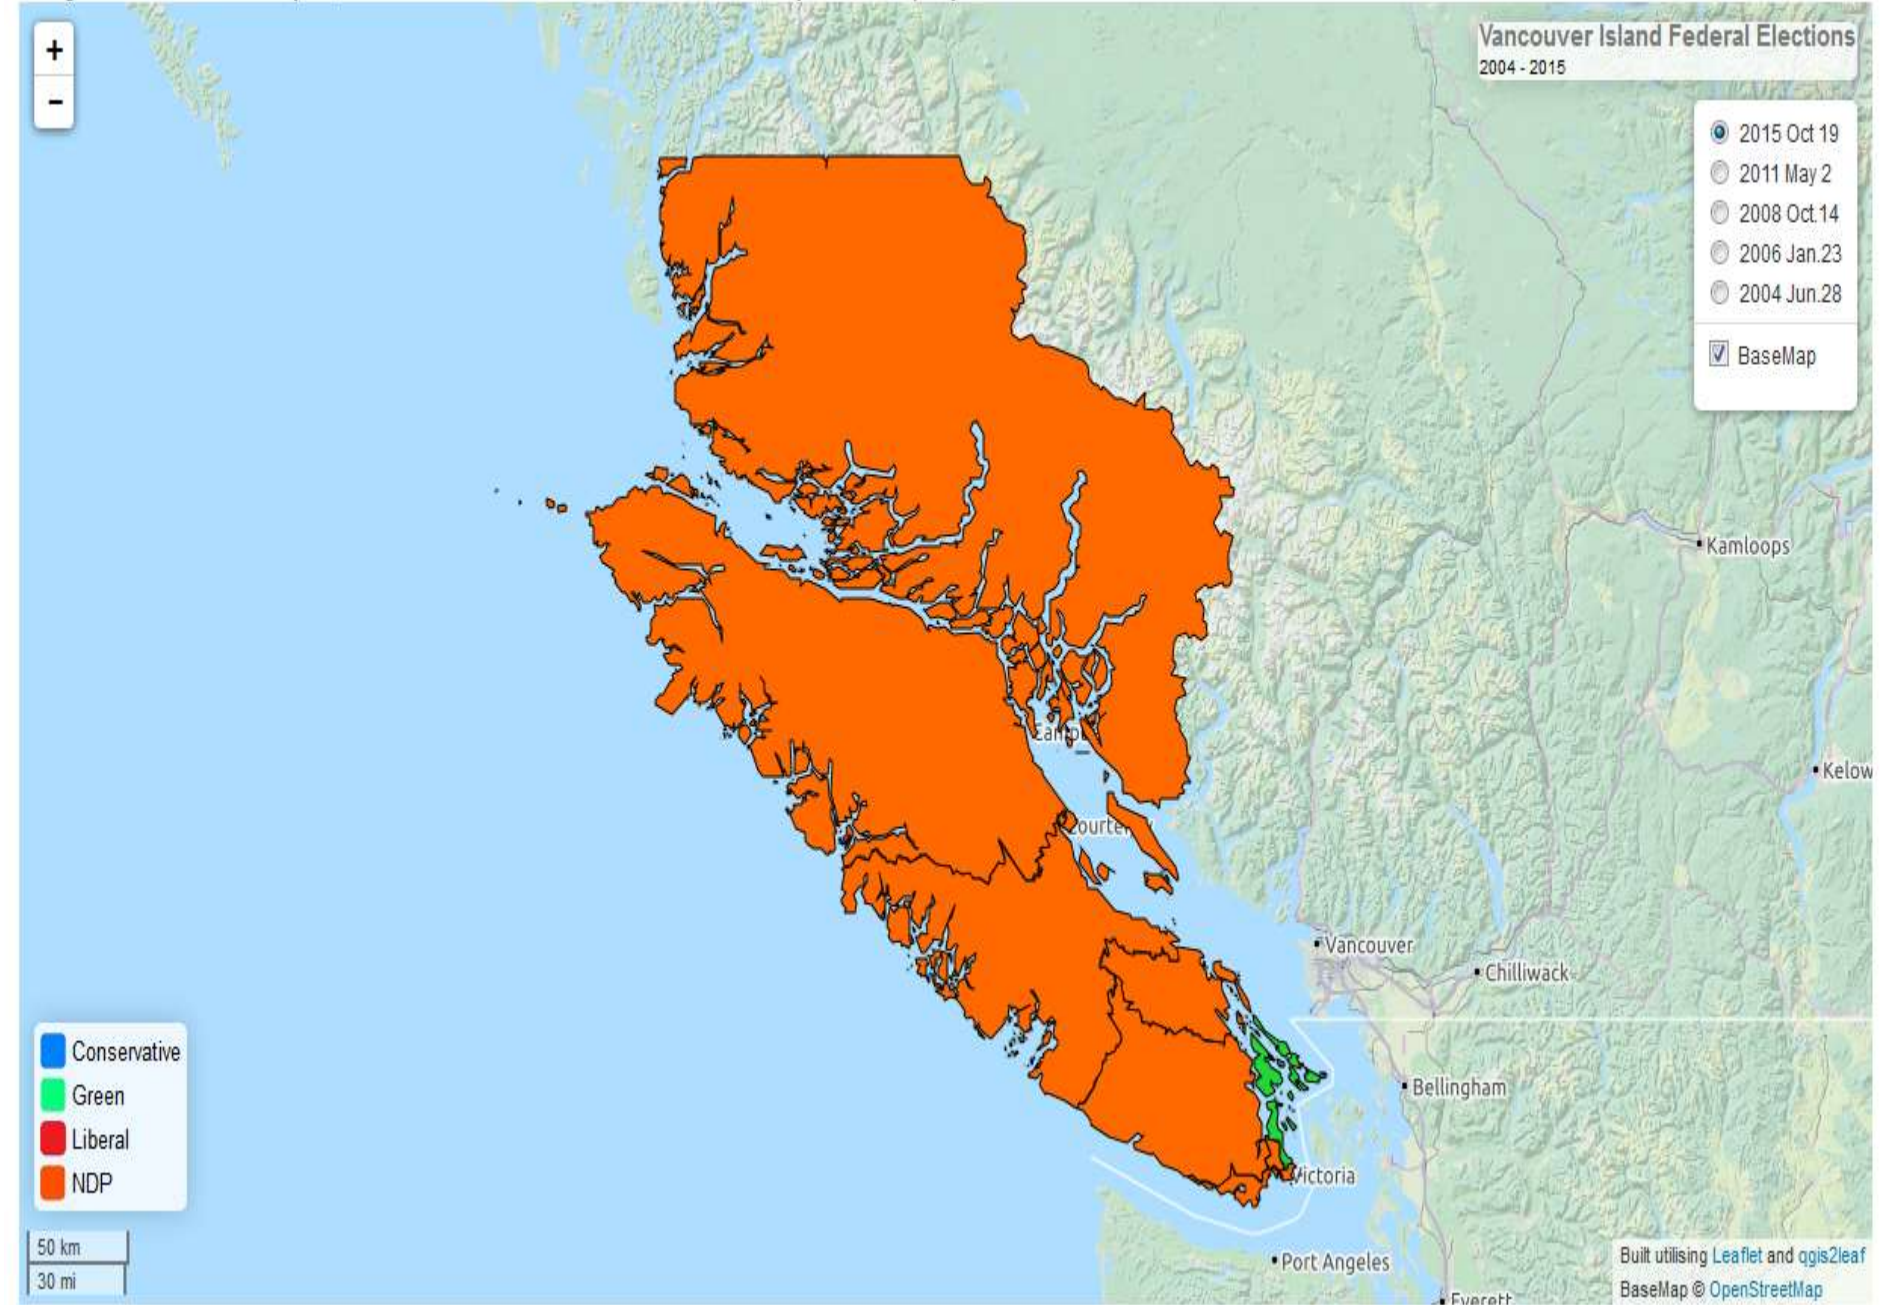 +
Vancouver Island Federal Elections
2004 - 2015
-
2015 Oct 19
2011 May 2
2008 Oct.14
2006 Jan.23
2004 Jun.28
BaseMap
Kamloops
Kelow
Vancouver
Chilliwack
Conservative
Green
Liberal
NDP
Bellingham
Victoria
50 km
30 mi
Port Angeles
Everett
Built utilising Leaflet and qgis2leaf
BaseMap © OpenStreetMap